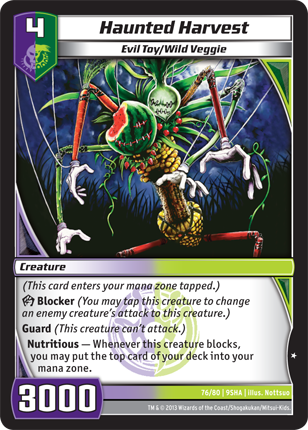 4
Haunted Harvest
Evil Toy/Wild Veggie
Creature
(This card enters your mana zone tapped.)
Blocker (You may tap this creature to change
an enemy creature's attack to this creature.)
Guard (This creature can't attack.)
Nutritious — Whenever this creature blocks,
you may put the top card of your deck into your
mana zone.
3000
76/80 | 9SHA | Illus. Nottsuo
TM & © 2013 Wizards of the Coast/Shogakukan/Mitsui-Kids.